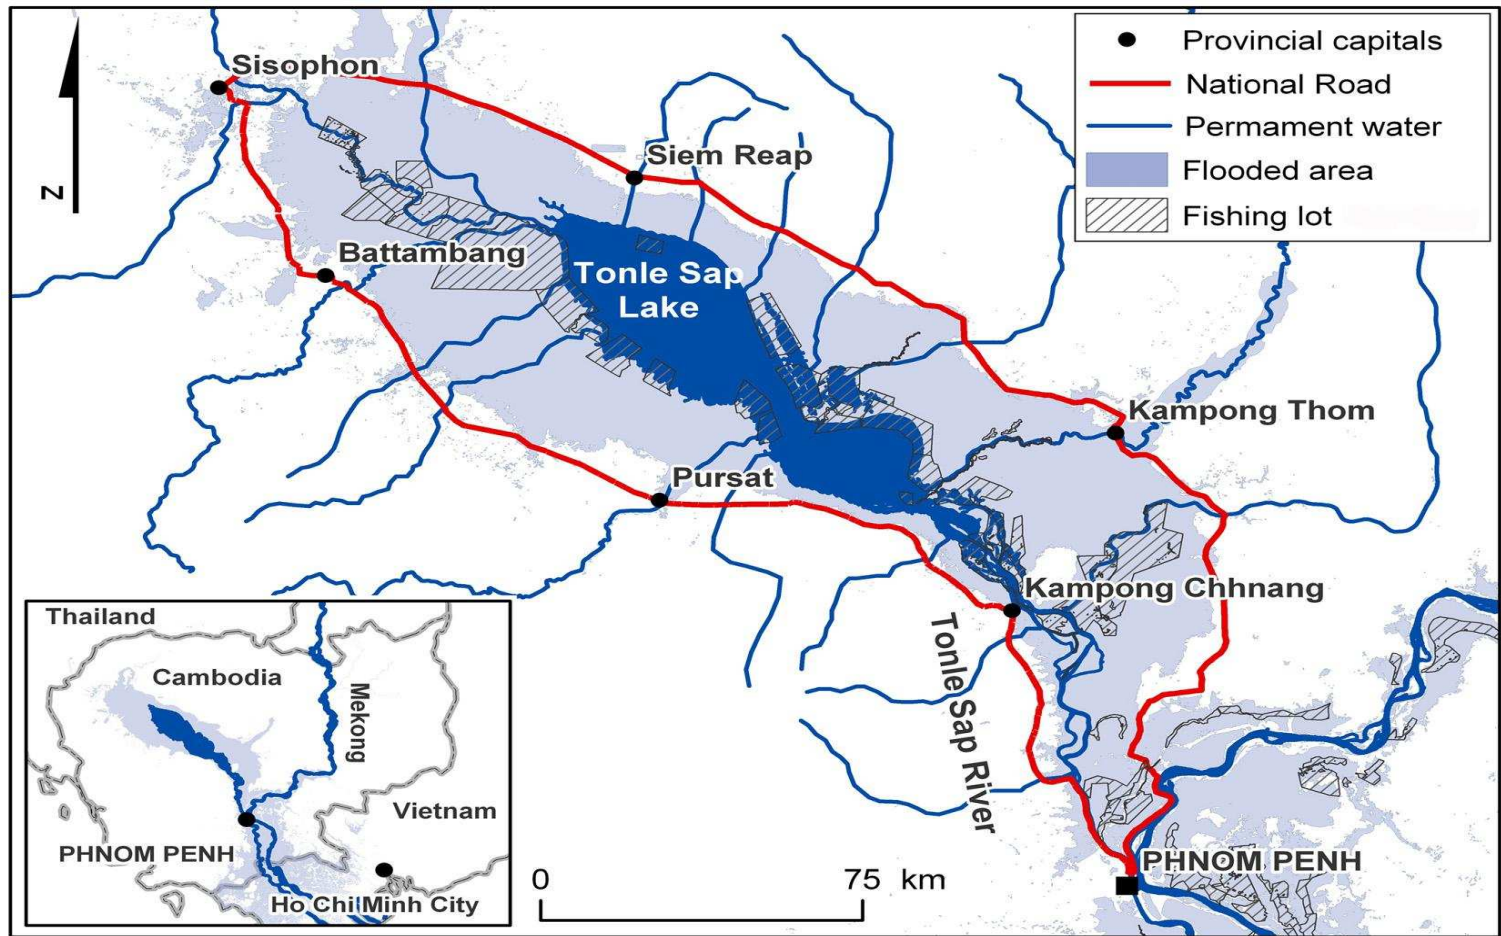 Sisophon
Provincial capitals
National Road
Permament water
Flooded area
Fishing lot
N
Siem Reap
Battambang
Tonle Sap
Lake
Kampong Thom
Pursat
Kampong Chhnang
Tonle Sap River
PHNOM PENH
Thailand
Cambodia
Mekong
Vietnam
PHNOM PENH
Ho Chi Minh City
0 75 km